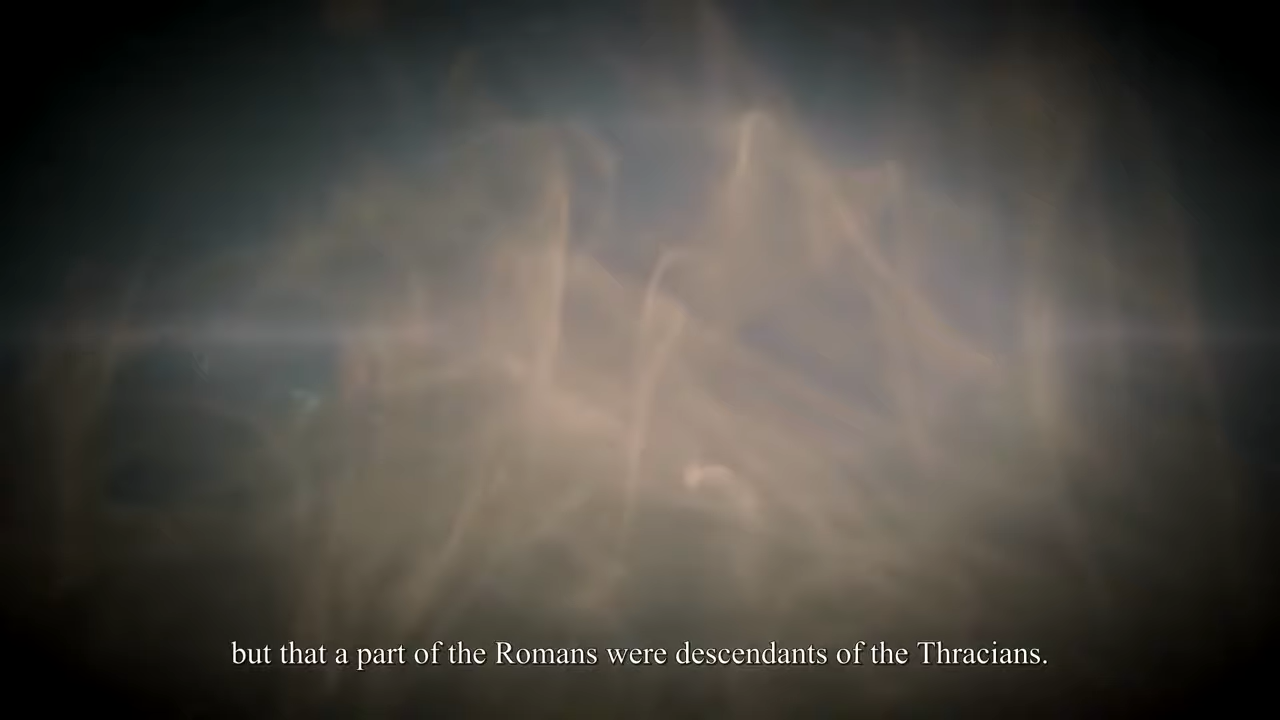 but that a part of the Romans were descendants of the Thracians.